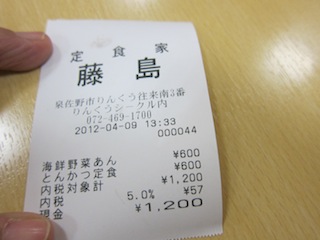 定食家
藤島
泉佐野市りんくう往来南3番
りんくうシークル内
072-469-1700
2012-04-09 13:33
000044
海鮮野菜あん ¥600
とんかつ定食 ¥600
内税対象計 ¥1,200
内税 5.0% ¥57
現金 ¥1,200